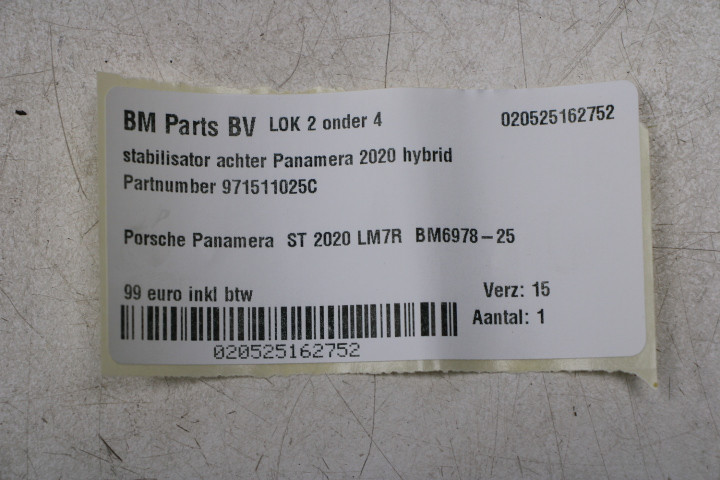 BM Parts BV LOK 2 onder 4 020525162752
stabilisator achter Panamera 2020 hybrid
Partnumber 971511025C
Porsche Panamera ST 2020 LM7R BM6978-25
99 euro inkl btw Verz: 15
Aantal: 1
020525162752